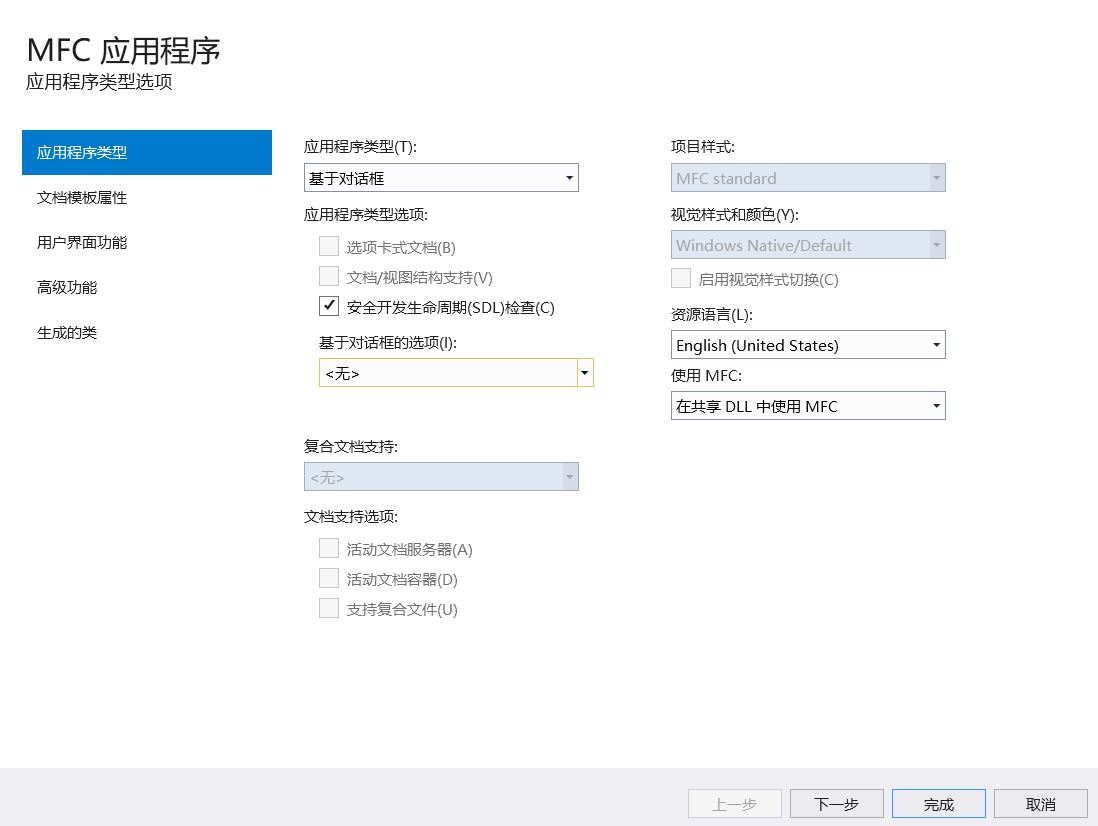 MFC 应用程序
应用程序类型选项
应用程序类型
文档模板属性
用户界面功能
高级功能
生成的类
应用程序类型(T):
基于对话框
应用程序类型选项:
选项卡式文档(B)
文档/视图结构支持(V)
安全开发生命周期(SDL)检查(C)
基于对话框的选项(I):
<无>
复合文档支持:
<无>
文档支持选项:
活动文档服务器(A)
活动文档容器(D)
支持复合文件(U)
项目样式:
MFC standard
视觉样式和颜色(Y):
Windows Native/Default
启用视觉样式切换(C)
资源语言(L):
English (United States)
使用 MFC:
在共享 DLL 中使用 MFC
上一步
下一步
完成
取消